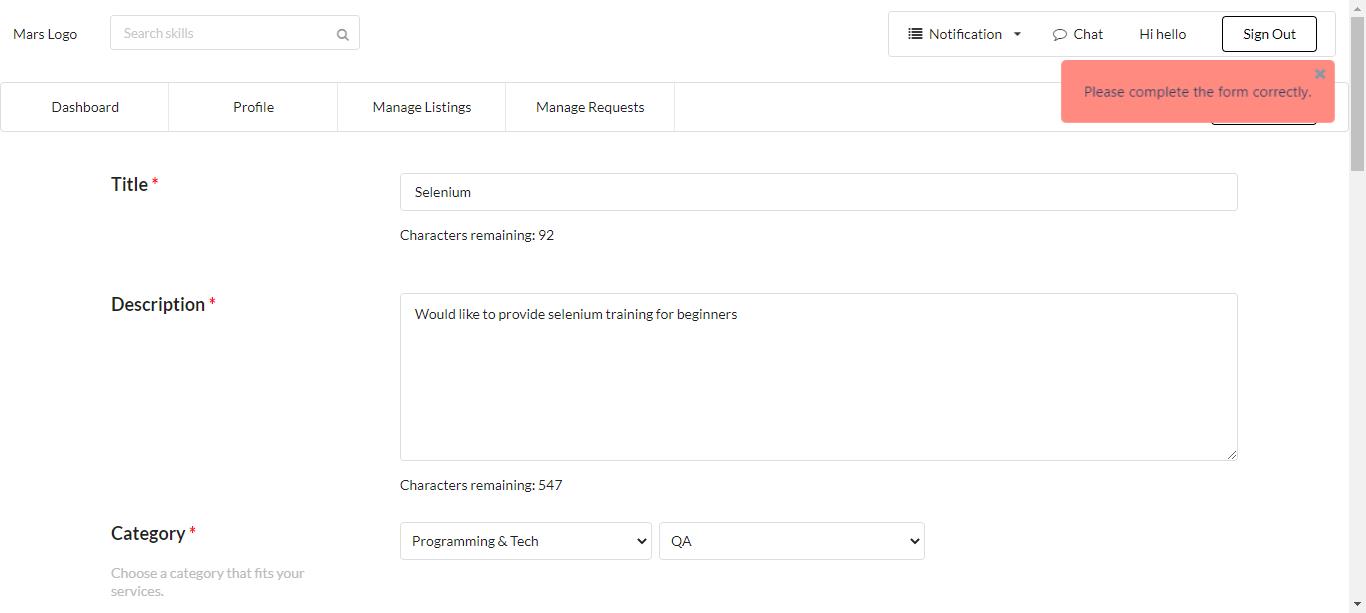 Mars Logo
Search skills
Notification
Chat
Hi hello
Sign Out
Please complete the form correctly.
Dashboard
Profile
Manage Listings
Manage Requests
Title *
Selenium
Characters remaining: 92
Description *
Would like to provide selenium training for beginners
Characters remaining: 547
Category *
Programming & Tech
QA
Choose a category that fits your
services.